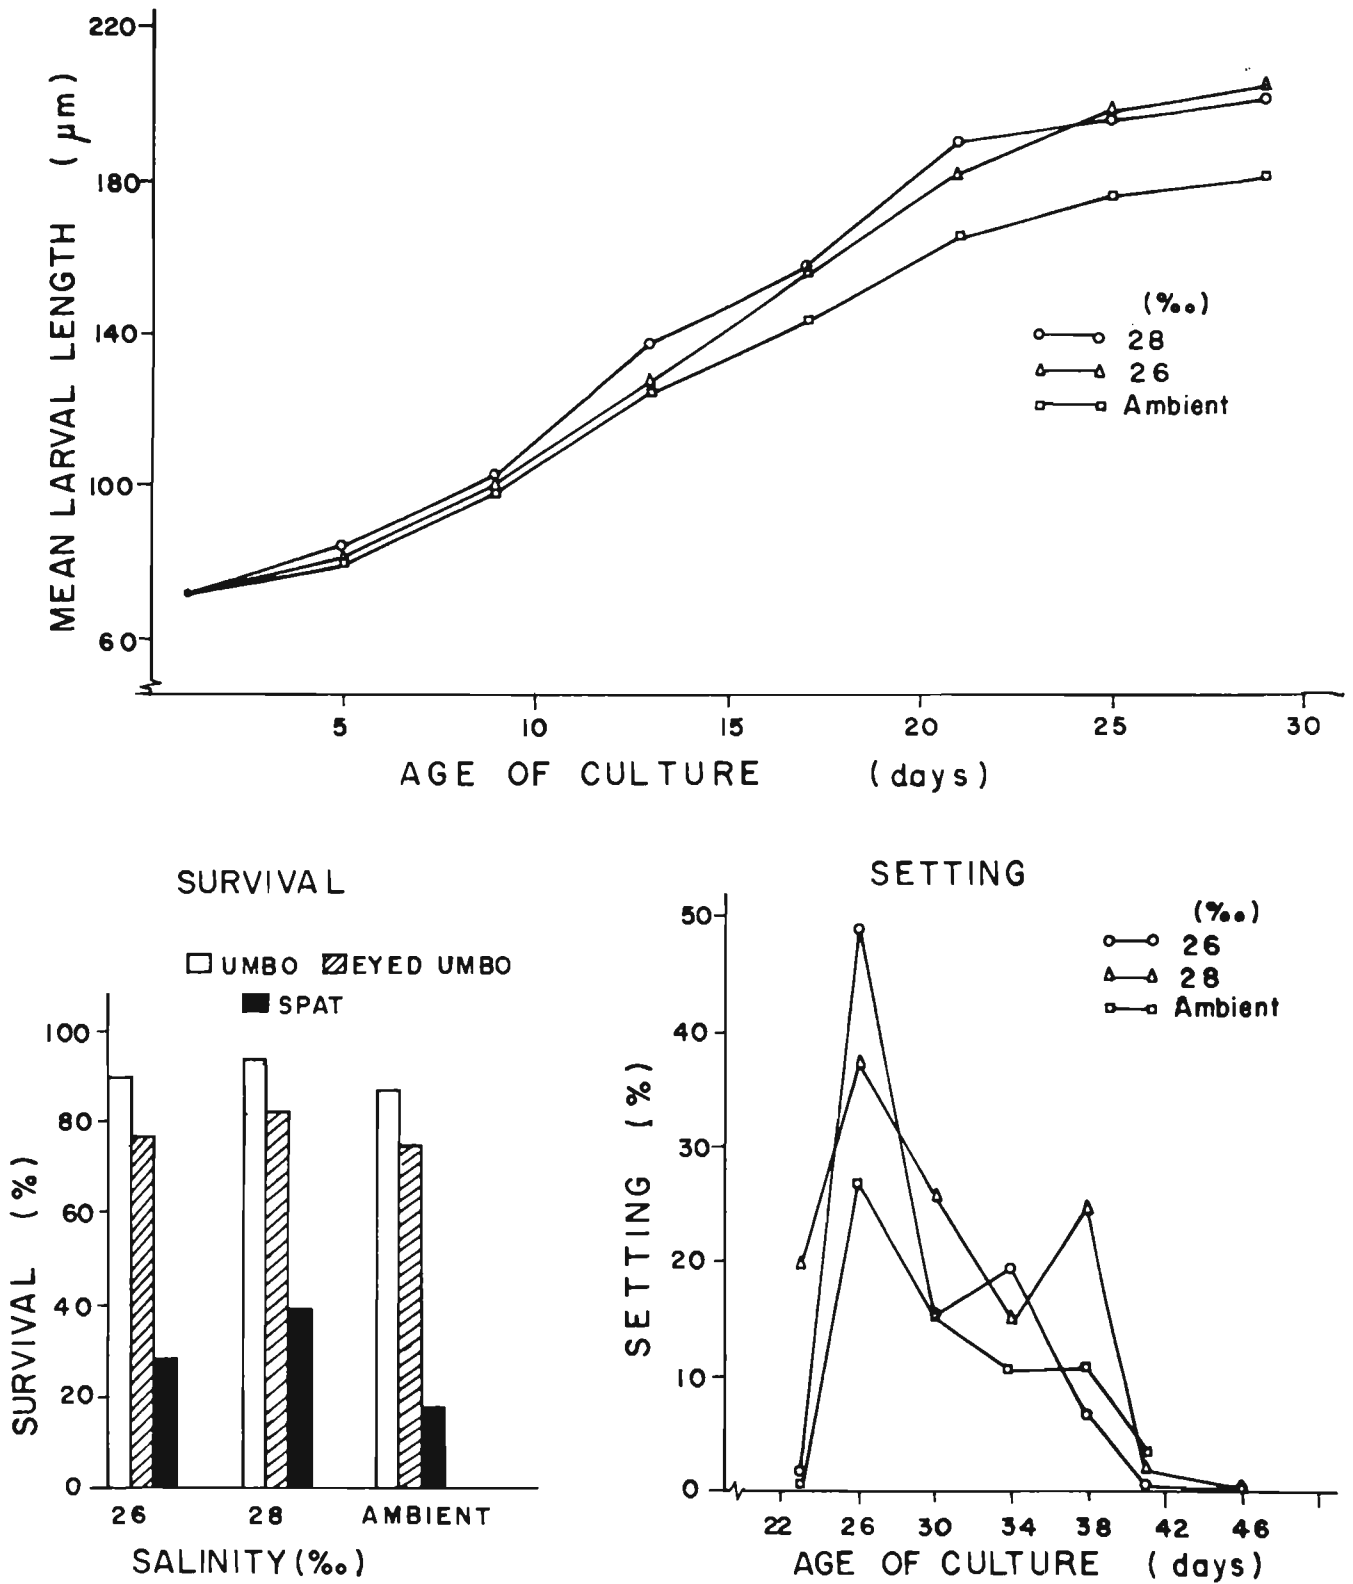 220
180
140
100
60
MEAN LARVAL LENGTH (µm)
(‰)
28
26
Ambient
5 10 15 20 25 30
AGE OF CULTURE (days)
SURVIVAL
UMBO EYED UMBO
SPAT
100
80
60
40
20
0
SURVIVAL (%)
26 28 AMBIENT
SALINITY (‰)
SETTING
(‰)
26
28
Ambient
50
40
30
20
10
0
SETTING (%)
22 26 30 34 38 42 46
AGE OF CULTURE (days)